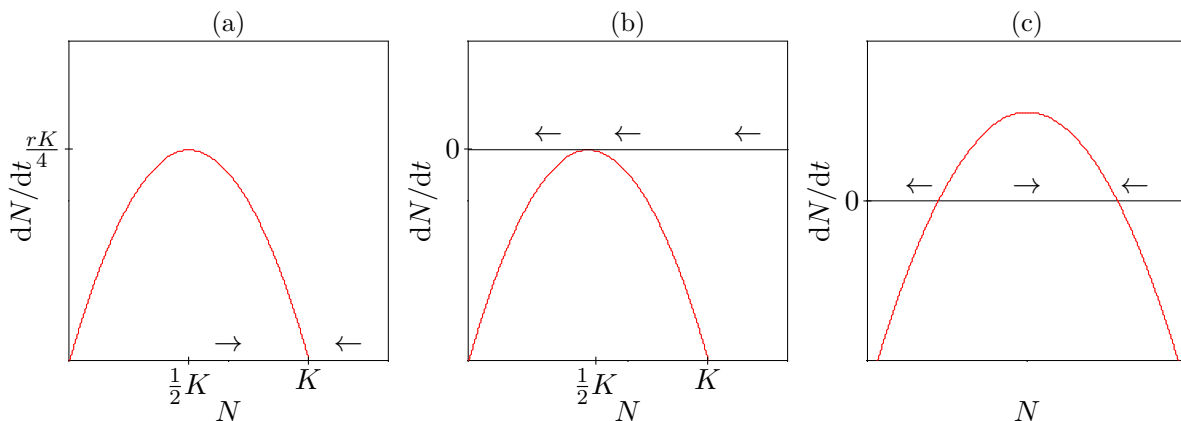 (a)
dN/dt
rK/4
→ ←
½K K
N
(b)
dN/dt
0
← ← ←
½K K
N
(c)
dN/dt
0
← → ←
N